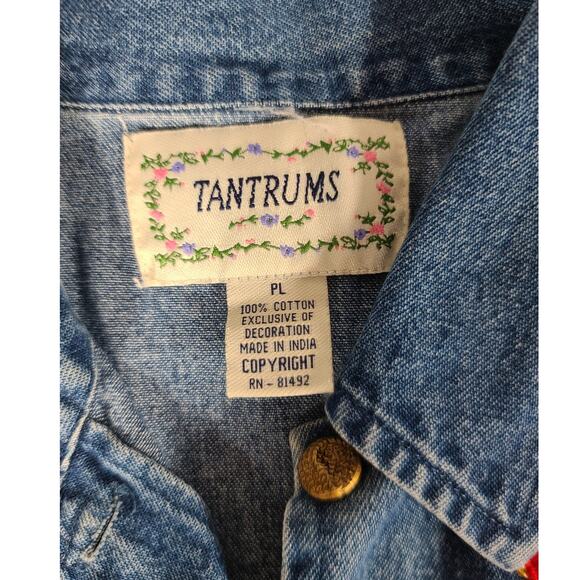 TANTRUMS
PL
100% COTTON
EXCLUSIVE OF
DECORATION
MADE IN INDIA
COPYRIGHT
RN - 81492